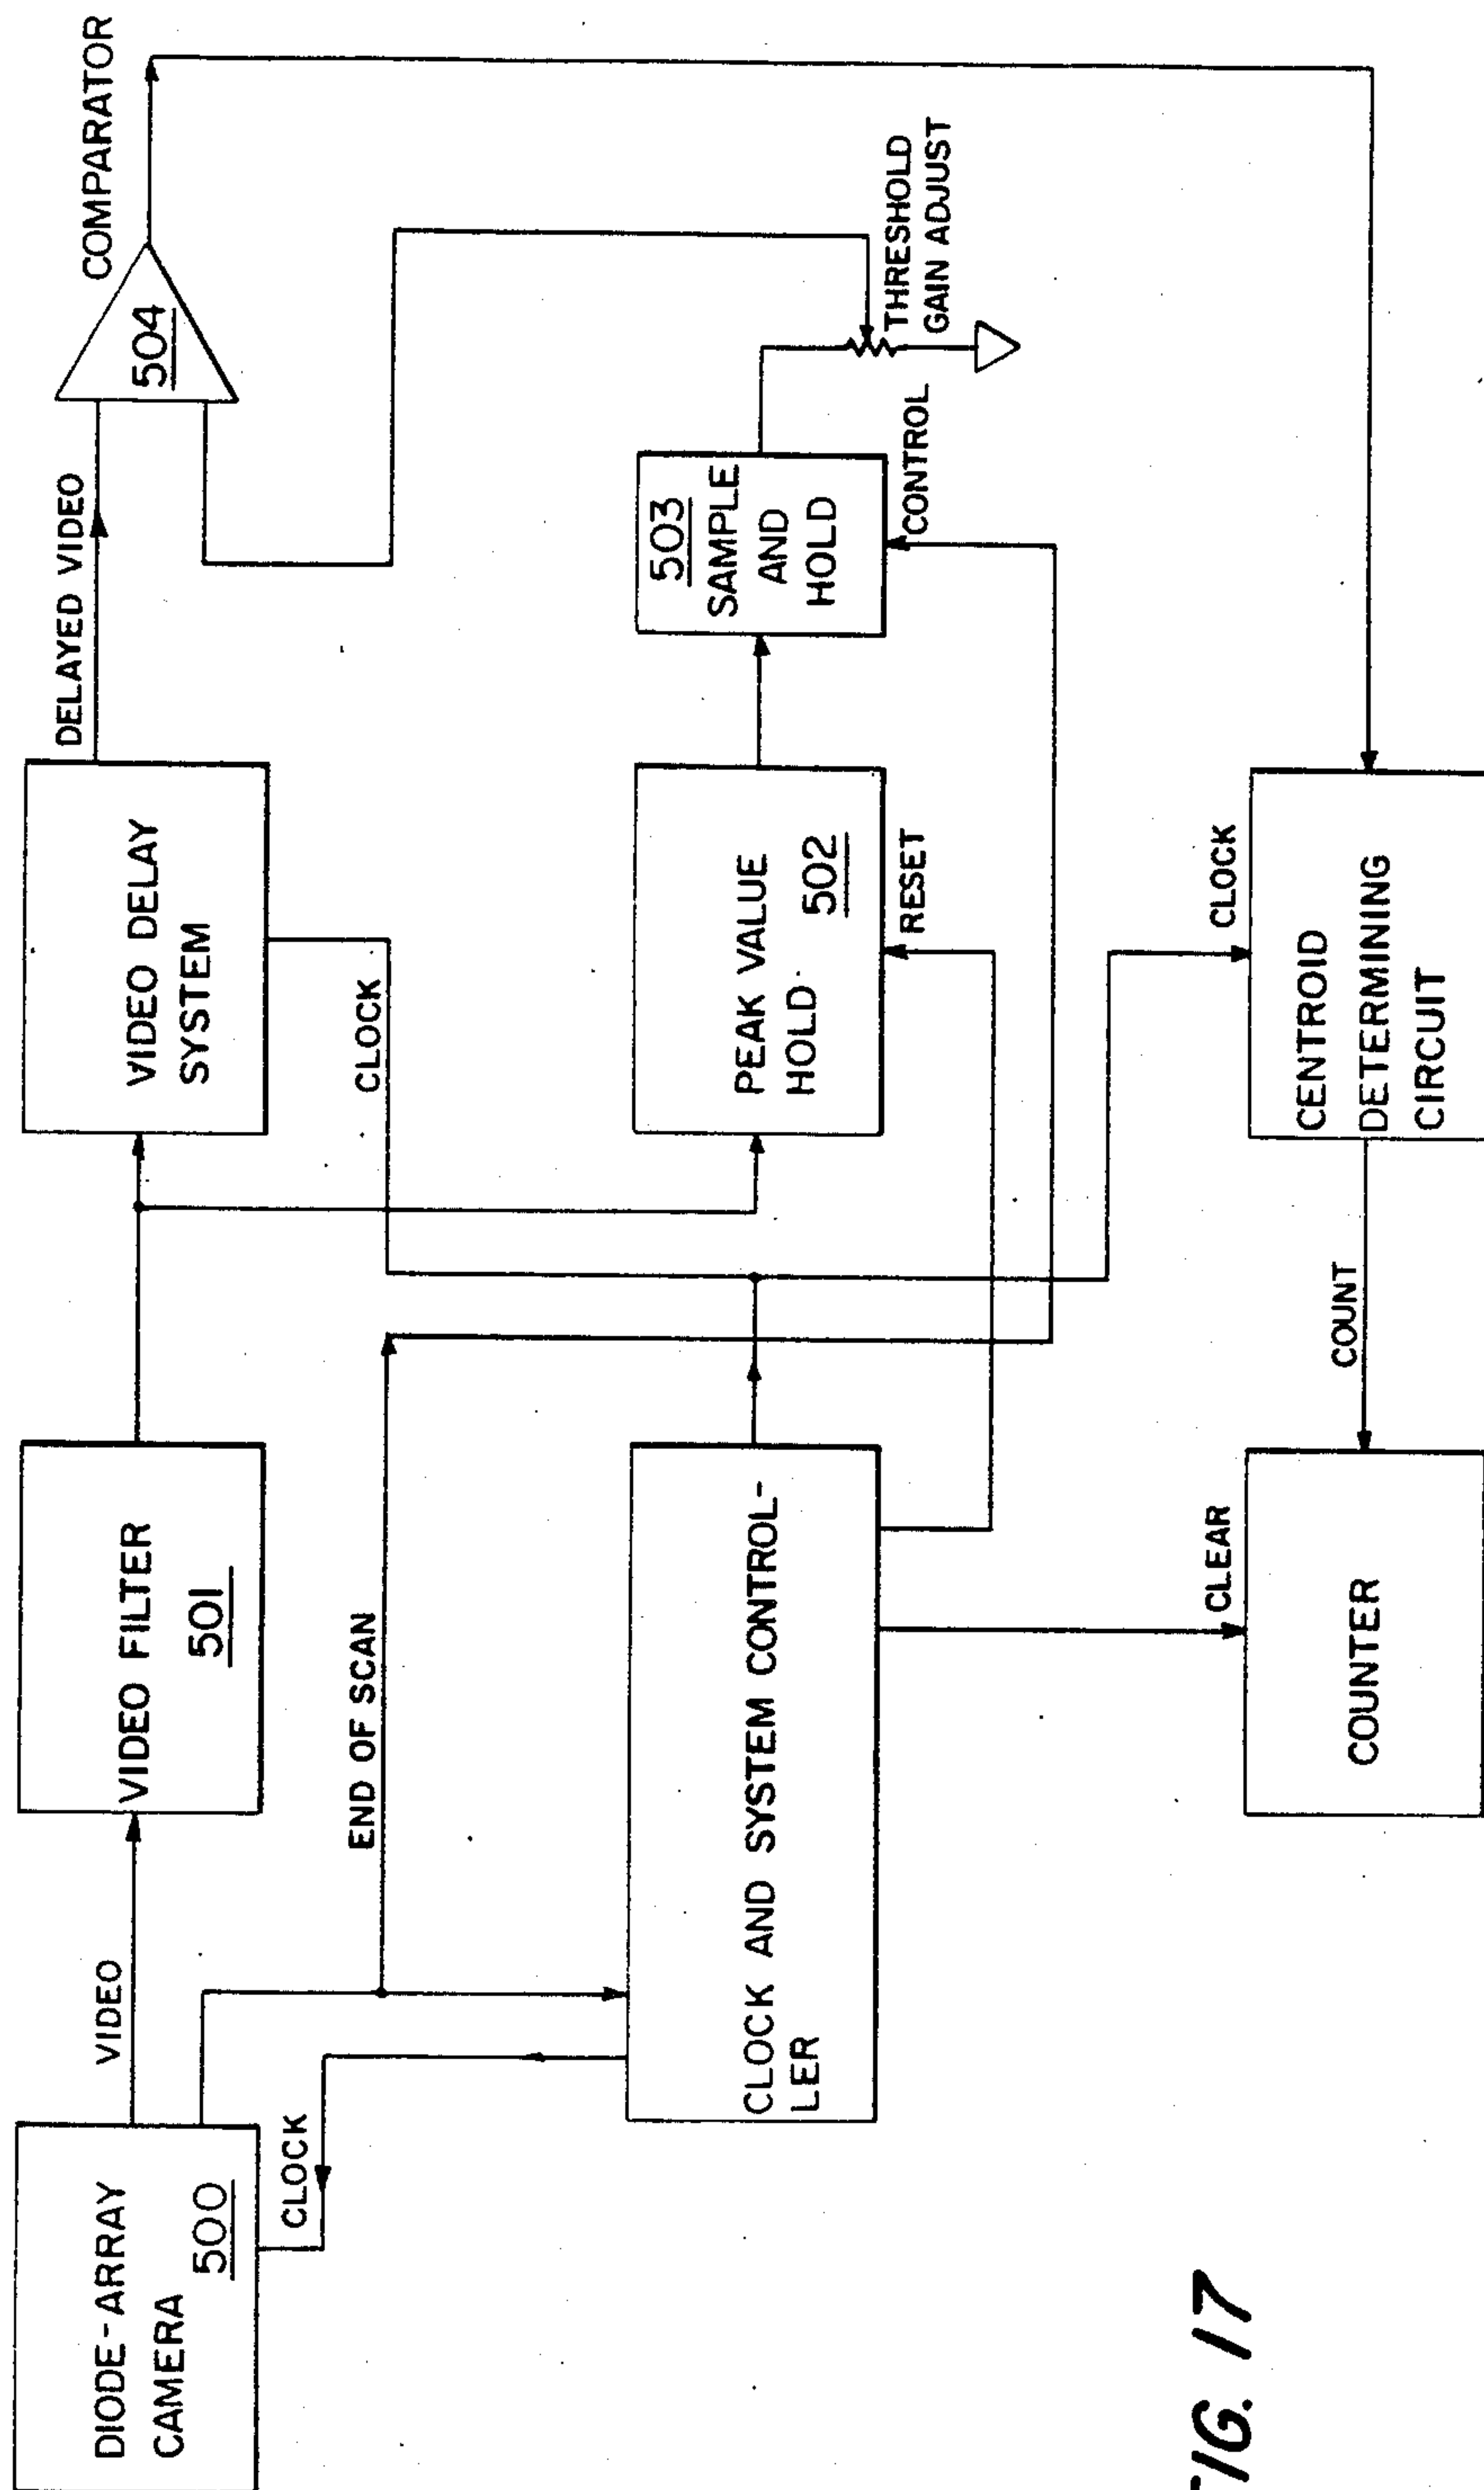 DIODE-ARRAY
CAMERA
500
VIDEO
VIDEO FILTER
501
VIDEO DELAY
SYSTEM
DELAYED VIDEO
COMPARATOR
504
CLOCK
END OF SCAN
CLOCK
CLOCK AND SYSTEM CONTROL-
LER
PEAK VALUE
HOLD
502
RESET
503
SAMPLE
AND
HOLD
CONTROL
THRESHOLD
GAIN ADJUST
CLEAR
COUNTER
COUNT
CLOCK
CENTROID
DETERMINING
CIRCUIT
FIG. 17